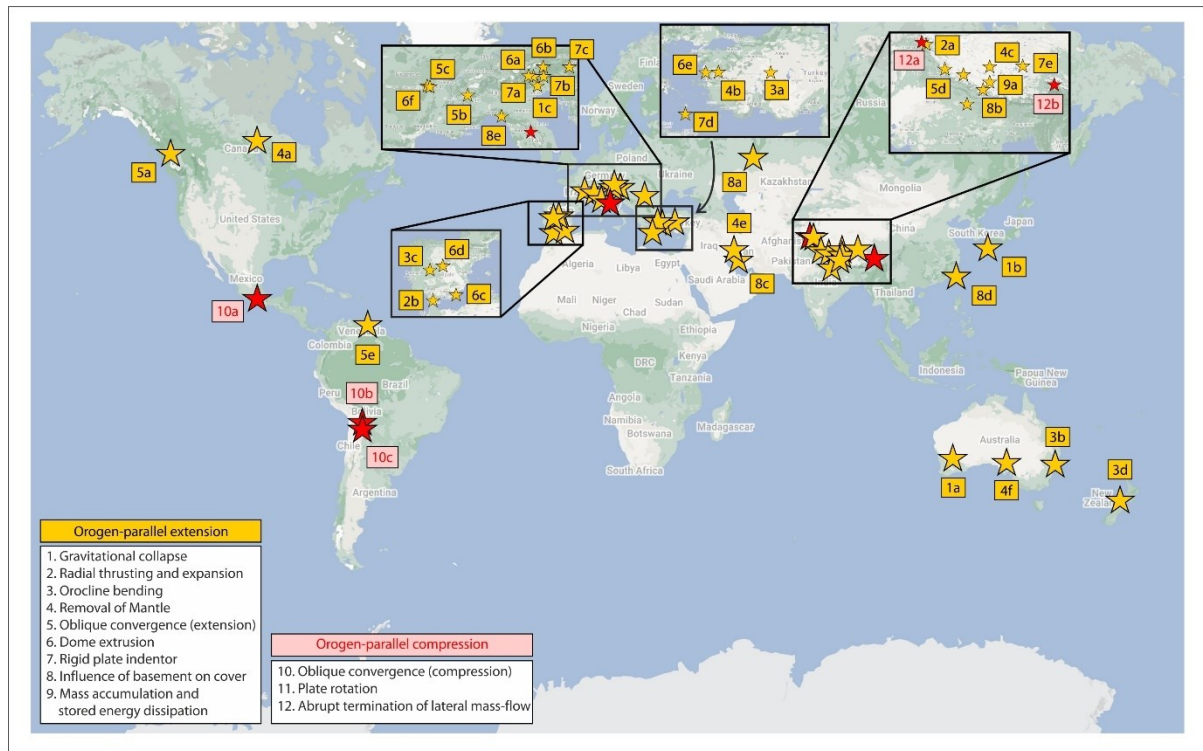 6b
7c
6a
5c
7a
7b
6f
1c
5b
8e
6e
4b
3a
7d
Turkey
12a
2a
4c
7e
5d
9a
8b
12b
Finland
Sweden
Norway
Russia
Canada
4a
5a
Poland
Germany
Ukraine
8a
Kazakhstan
Mongolia
United States
4e
China
Japan
South Korea
Afghanistan
Iraq
Pakistan
1b
Algeria
Libya
Egypt
Saudi Arabia
8c
Thailand
8d
3c
6d
2b
6c
Mexico
10a
Mali
Niger
Sudan
Chad
Nigeria
Ethiopia
Venezuela
Colombia
5e
DRC
Kenya
Tanzania
Indonesia
Papua New
Guinea
10b
Peru
Brazil
Bolivia
Angola
Namibia
Botswana
Madagascar
Chile
10c
South Africa
Australia
3b
1a
4f
3d
New
Zealand
Argentina
Orogen-parallel extension
1. Gravitational collapse
2. Radial thrusting and expansion
3. Orocline bending
4. Removal of Mantle
5. Oblique convergence (extension)
6. Dome extrusion
7. Rigid plate indentor
8. Influence of basement on cover
9. Mass accumulation and
stored energy dissipation
Orogen-parallel compression
10. Oblique convergence (compression)
11. Plate rotation
12. Abrupt termination of lateral mass-flow